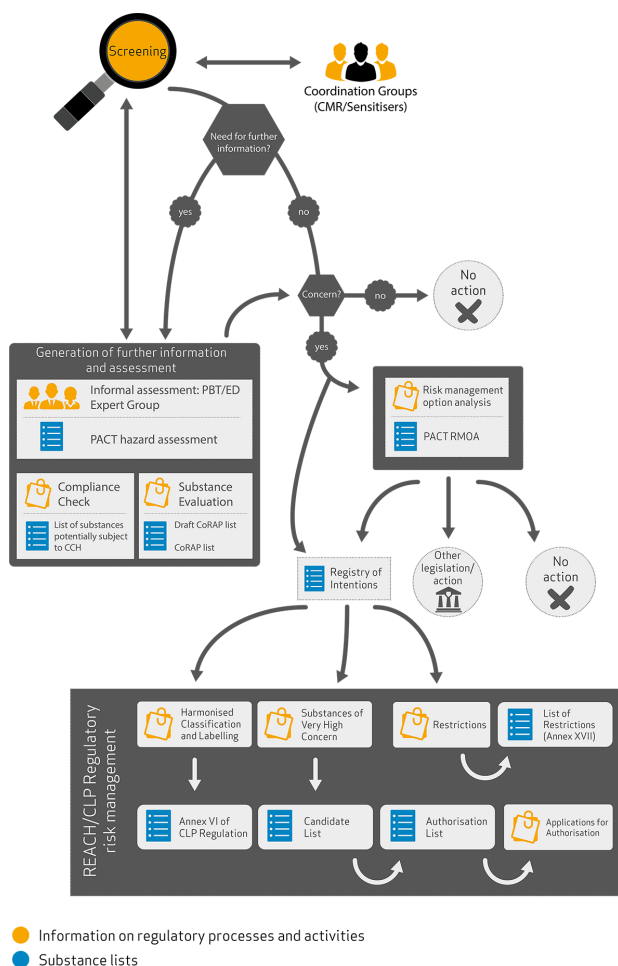 Screening
Coordination Groups
(CMR/Sensitisers)
Need for further
information?
yes
no
Concern?
no
No
action
yes
Generation of further information
and assessment
Informal assessment: PBT/ED
Expert Group
PACT hazard assessment
Compliance
Check
List of substances
potentially subject
to CCH
Substance
Evaluation
Draft CoRAP list
CoRAP list
Risk management
option analysis
PACT RMOA
Registry of
Intentions
Other
legislation/
action
No
action
REACH/CLP Regulatory
risk management
Harmonised
Classification
and Labelling
Substances of
Very High
Concern
Restrictions
List of
Restrictions
(Annex XVII)
Annex VI of
CLP Regulation
Candidate
List
Authorisation
List
Applications for
Authorisation
Information on regulatory processes and activities
Substance lists